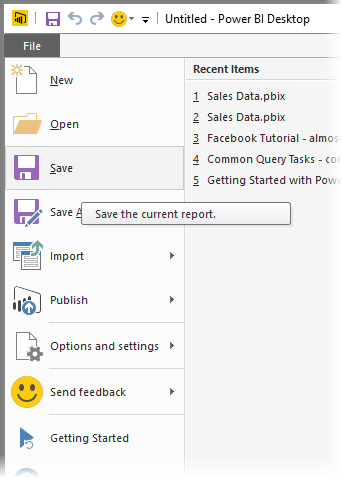 Untitled - Power BI Desktop
File
New
Open
Save
Save A
Save the current report.
Import
Publish
Options and settings
Send feedback
Getting Started
Recent Items
1 Sales Data.pbix
2 Sales Data.pbix
3 Facebook Tutorial - almos
4 Common Query Tasks - co
5 Getting Started with Pow